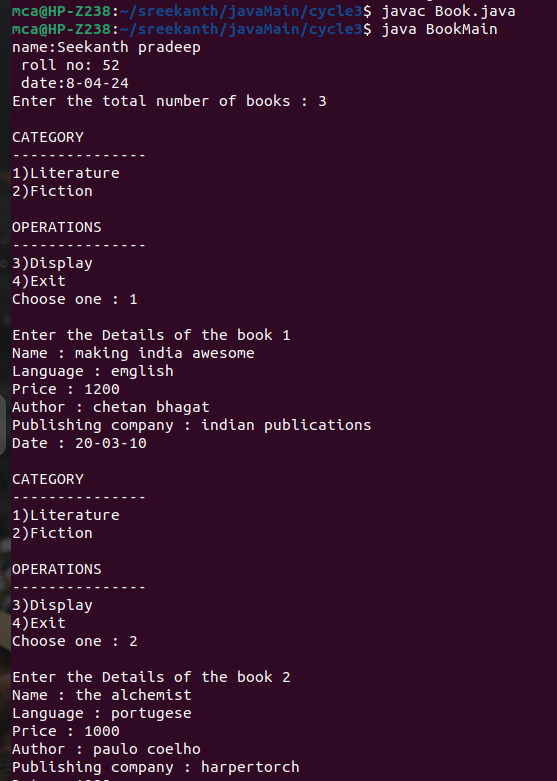 mca@HP-Z238:~/sreekanth/javaMain/cycle3$ javac Book.java
mca@HP-Z238:~/sreekanth/javaMain/cycle3$ java BookMain
name:Seekanth pradeep
 roll no: 52
 date:8-04-24
Enter the total number of books : 3

CATEGORY
---------------
1)Literature
2)Fiction

OPERATIONS
---------------
3)Display
4)Exit
Choose one : 1

Enter the Details of the book 1
Name : making india awesome
Language : emglish
Price : 1200
Author : chetan bhagat
Publishing company : indian publications
Date : 20-03-10

CATEGORY
---------------
1)Literature
2)Fiction

OPERATIONS
---------------
3)Display
4)Exit
Choose one : 2

Enter the Details of the book 2
Name : the alchemist
Language : portugese
Price : 1000
Author : paulo coelho
Publishing company : harpertorch